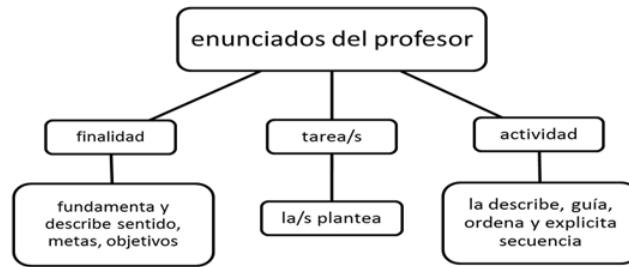 enunciados del profesor
finalidad
tarea/s
actividad
fundamenta y
describe sentido,
metas, objetivos
la/s plantea
la describe, guía,
ordena y explicita
secuencia